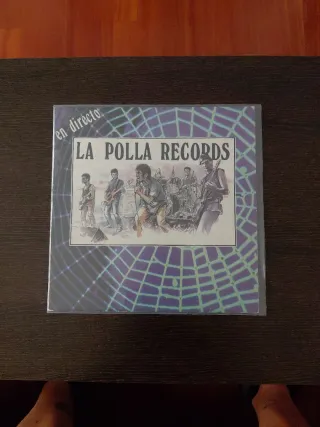 en directo.
LA POLLA RECORDS